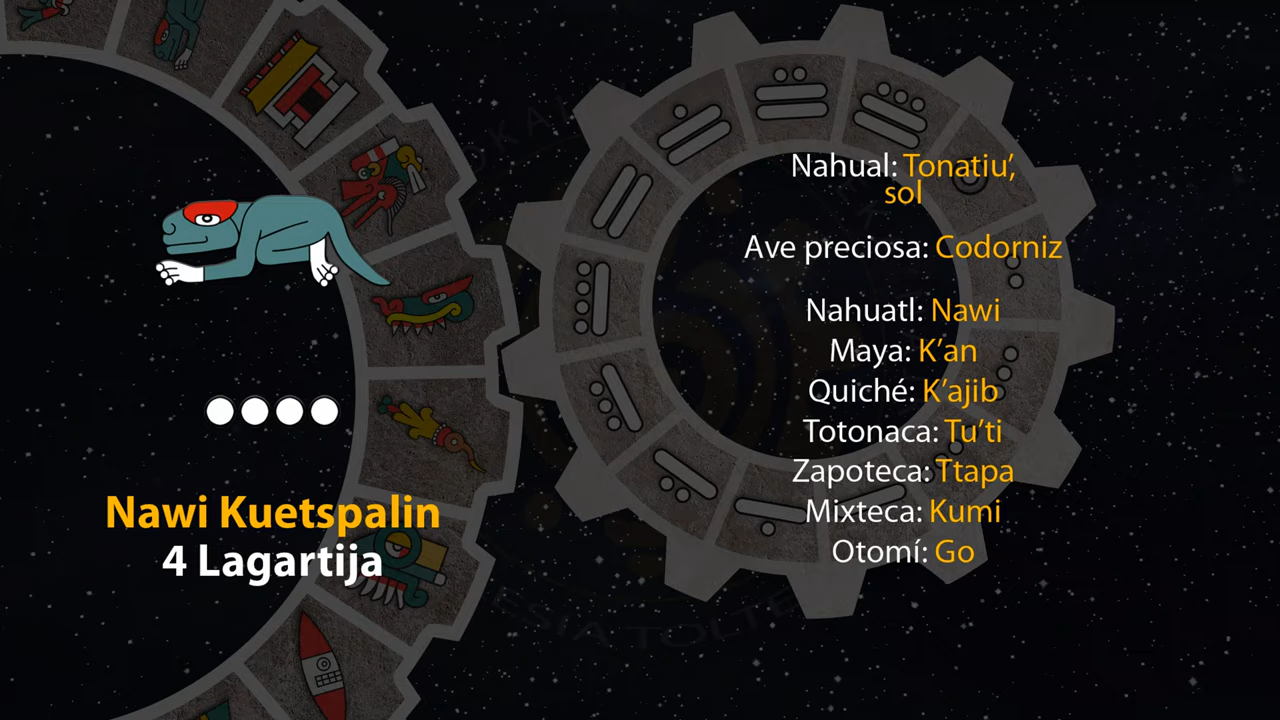 Nawi Kuetspalin
4 Lagartija
Nahual: Tonatiu’,
sol
Ave preciosa: Codorniz
Nahuatl: Nawi
Maya: K’an
Quiché: K’ajib
Totonaca: Tu’ti
Zapoteca: Ttapa
Mixteca: Kumi
Otomí: Go